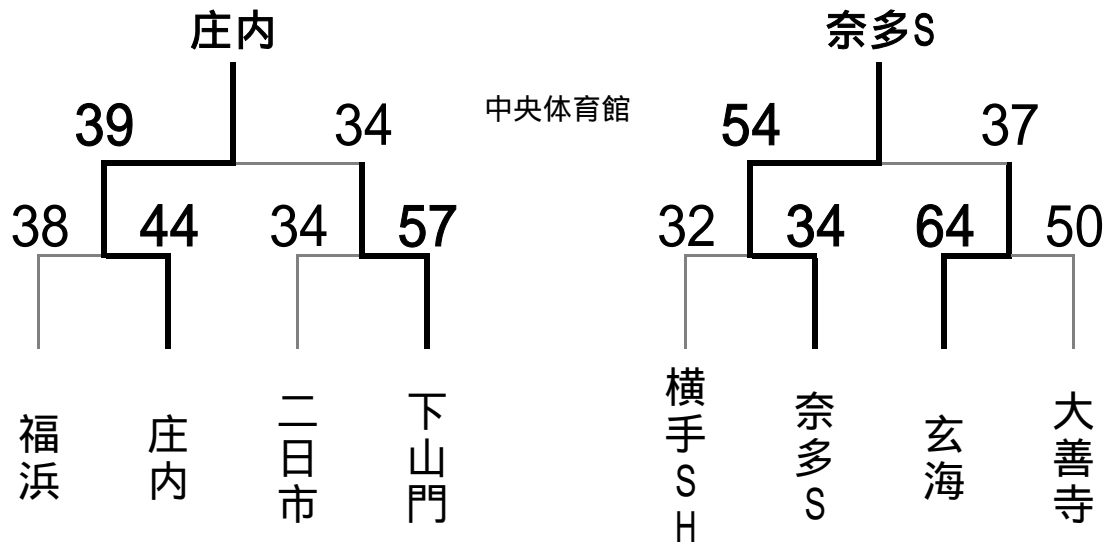 庄内
奈多S
中央体育館
39
34
54
37
38
44
34
57
32
34
64
50
福浜
庄内
二日市
下山門
横手SH
奈多S
玄海
大善寺